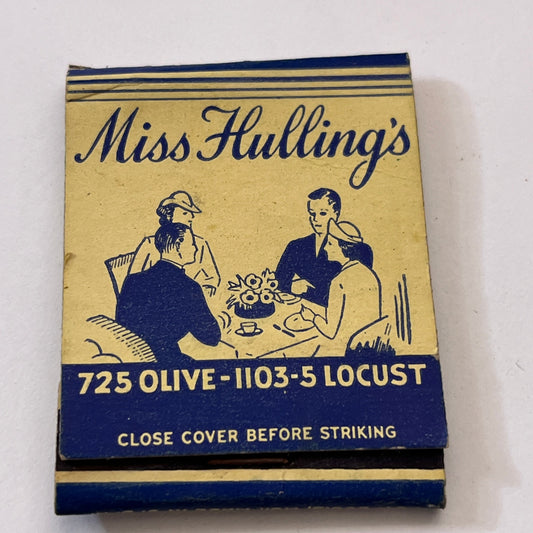 Miss Hulling's
725 OLIVE-1103-5 LOCUST
CLOSE COVER BEFORE STRIKING